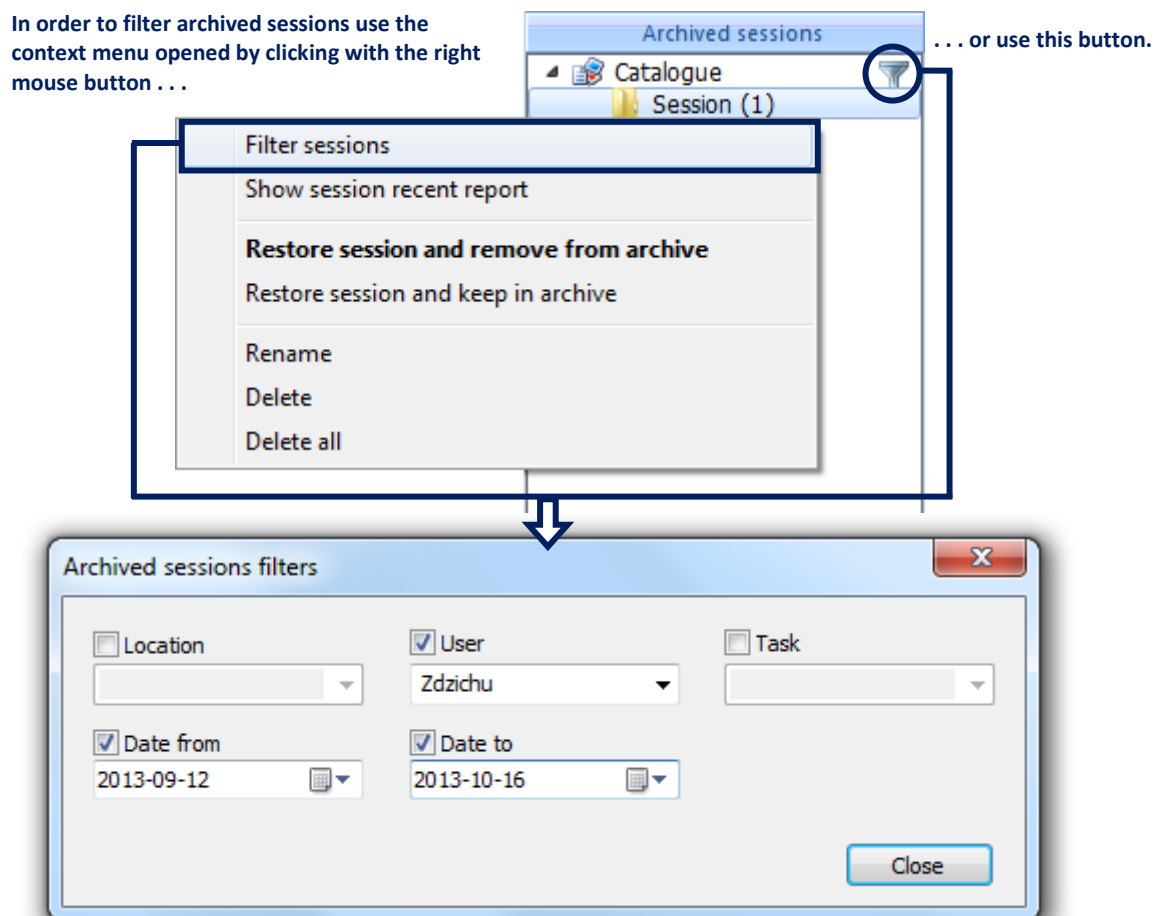 In order to filter archived sessions use the
context menu opened by clicking with the right
mouse button . . .
Archived sessions
. . . or use this button.
Catalogue
Session (1)
Filter sessions
Show session recent report
Restore session and remove from archive
Restore session and keep in archive
Rename
Delete
Delete all
Archived sessions filters
Location
User
Task
Zdzichu
Date from
Date to
2013-09-12
2013-10-16
Close